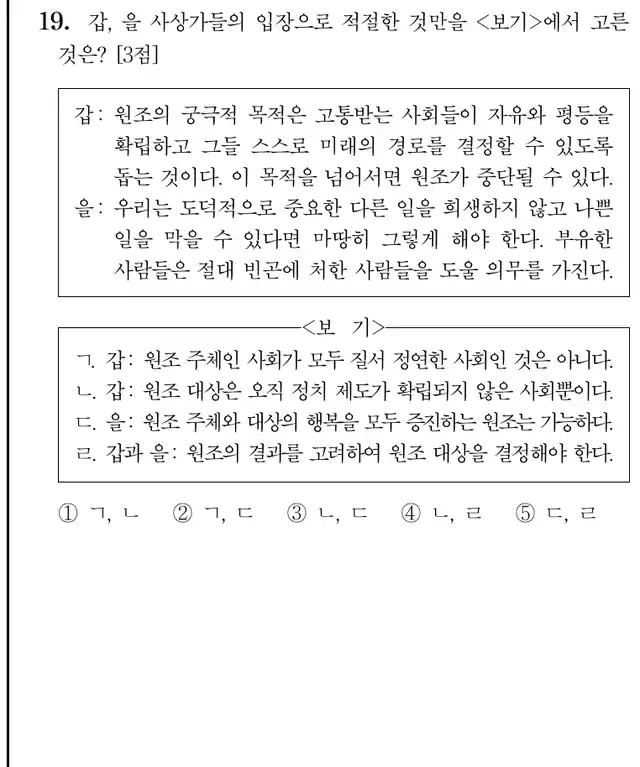 19. 갑, 을 사상가들의 입장으로 적절한 것만을 <보기>에서 고른
것은? [3점]
갑: 원조의 궁극적 목적은 고통받는 사회들이 자유와 평등을
확립하고 그들 스스로 미래의 경로를 결정할 수 있도록
돕는 것이다. 이 목적을 넘어서면 원조가 중단될 수 있다.
을: 우리는 도덕적으로 중요한 다른 일을 희생하지 않고 나쁜
일을 막을 수 있다면 마땅히 그렇게 해야 한다. 부유한
사람들은 절대 빈곤에 처한 사람들을 도울 의무를 가진다.
<보 기>
ㄱ. 갑: 원조 주체인 사회가 모두 질서 정연한 사회인 것은 아니다.
ㄴ. 갑: 원조 대상은 오직 정치 제도가 확립되지 않은 사회뿐이다.
ㄷ. 을: 원조 주체와 대상의 행복을 모두 증진하는 원조는 가능하다.
ㄹ. 갑과 을: 원조의 결과를 고려하여 원조 대상을 결정해야 한다.
① ㄱ, ㄴ ② ㄱ, ㄷ ③ ㄴ, ㄷ ④ ㄴ, ㄹ ⑤ ㄷ, ㄹ